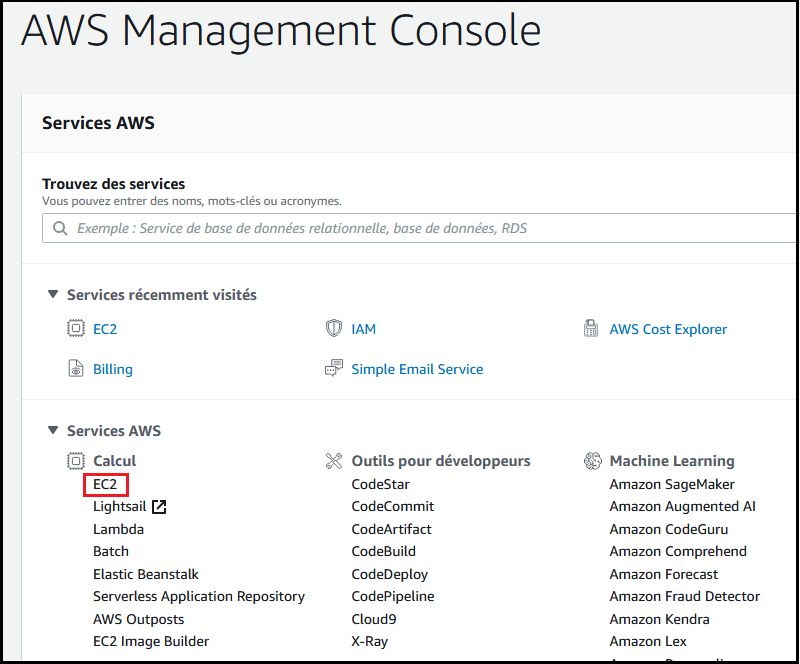 AWS Management Console
Services AWS
Trouvez des services
Vous pouvez entrer des noms, mots-clés ou acronymes.
Exemple : Service de base de données relationnelle, base de données, RDS
Services récemment visités
EC2
IAM
AWS Cost Explorer
Billing
Simple Email Service
Services AWS
Calcul
EC2
Lightsail
Lambda
Batch
Elastic Beanstalk
Serverless Application Repository
AWS Outposts
EC2 Image Builder
Outils pour développeurs
CodeStar
CodeCommit
CodeArtifact
CodeBuild
CodeDeploy
CodePipeline
Cloud9
X-Ray
Machine Learning
Amazon SageMaker
Amazon Augmented AI
Amazon CodeGuru
Amazon Comprehend
Amazon Forecast
Amazon Fraud Detector
Amazon Kendra
Amazon Lex